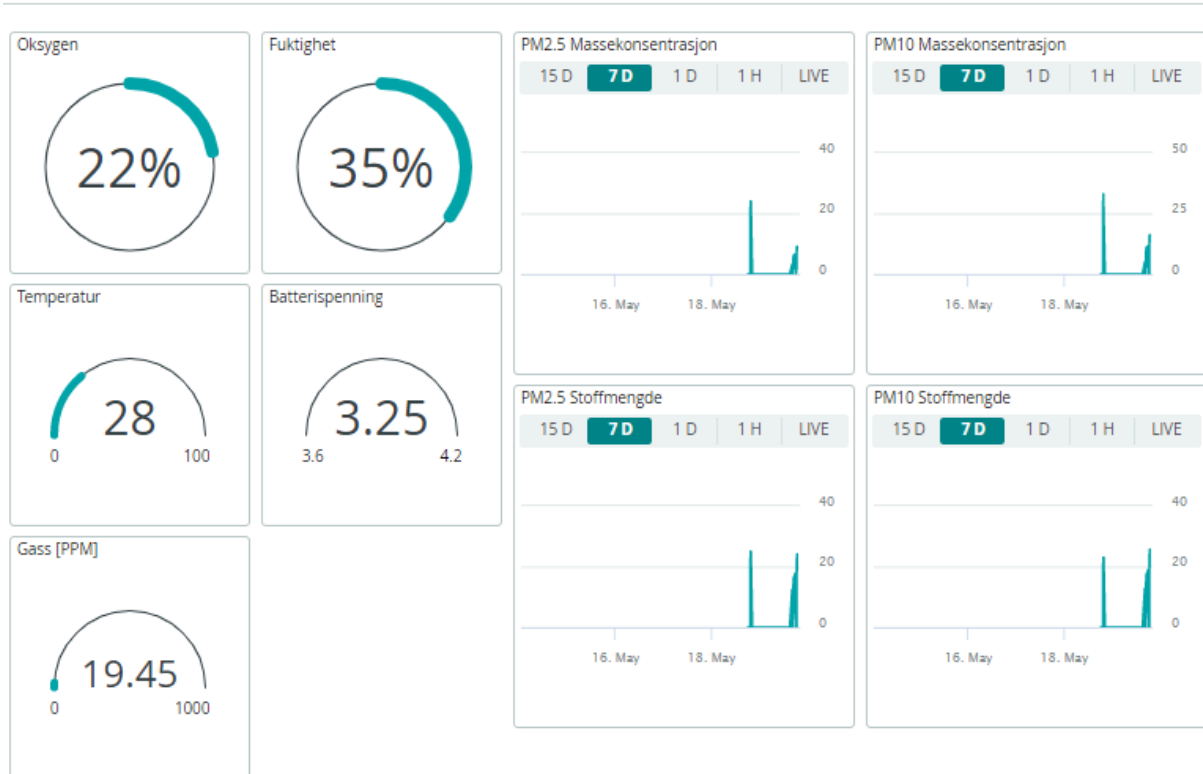 Oksygen
22%
Fuktighet
35%
PM2.5 Massekonsentrasjon
15 D 7 D 1 D 1 H LIVE
40
20
0
16. May 18. May
PM10 Massekonsentrasjon
15 D 7 D 1 D 1 H LIVE
50
25
0
16. May 18. May
Temperatur
28
0 100
Batterispenning
3.25
3.6 4.2
PM2.5 Stoffmengde
15 D 7 D 1 D 1 H LIVE
40
20
0
16. May 18. May
PM10 Stoffmengde
15 D 7 D 1 D 1 H LIVE
40
20
0
16. May 18. May
Gass [PPM]
19.45
0 1000